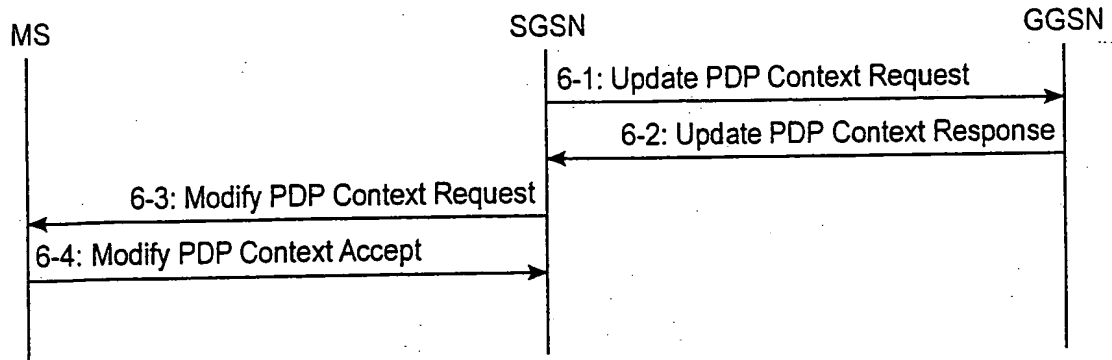 MS
SGSN
GGSN
6-1: Update PDP Context Request
6-2: Update PDP Context Response
6-3: Modify PDP Context Request
6-4: Modify PDP Context Accept